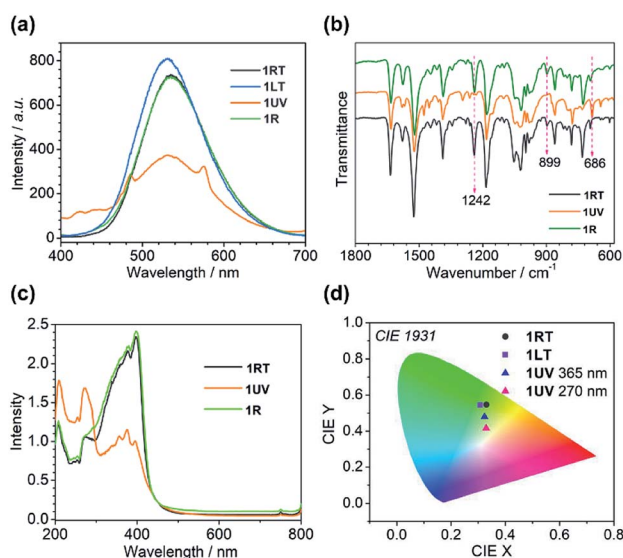 (a)
800
600
400
200
0
400 500 600 700
Intensity / a.u.
Wavelength / nm
1RT
1LT
1UV
1R
(b)
Transmittance
1242
899
686
1RT
1UV
1R
1800 1500 1200 900 600
Wavenumber / cm⁻¹
(c)
2.5
2.0
1.5
1.0
0.5
0.0
200 300 400 500 600 700 800
Intensity
Wavelength / nm
1RT
1UV
1R
(d)
1.0
0.8
0.6
0.4
0.2
0.0
0.0 0.2 0.4 0.6 0.8
CIE Y
CIE X
CIE 1931
1RT
1LT
1UV 365 nm
1UV 270 nm